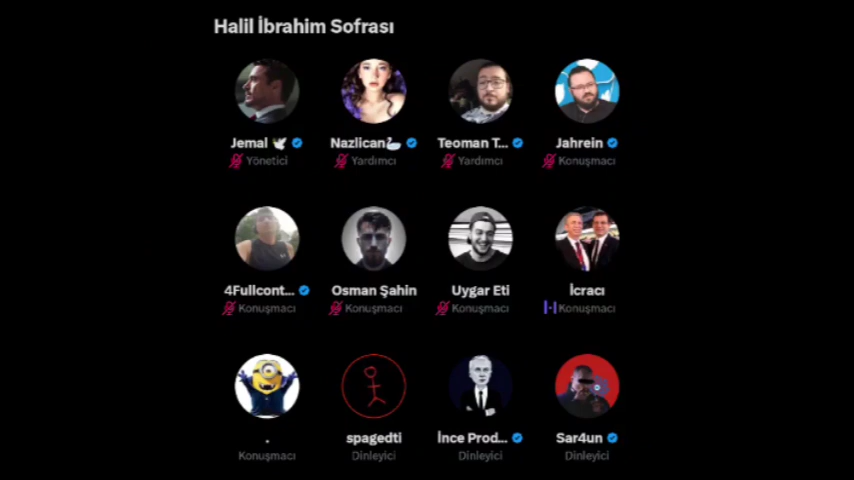 Halil İbrahim Sofrası
Jemal Nazlican Teoman T... Jahrein
Yönetici Yardımcı Yardımcı Konuşmacı
4Fullcont... Osman Şahin Uygar Eti İcracı
Konuşmacı Konuşmacı Konuşmacı Konuşmacı
. spagedti İnce Prod... Sar4un
Konuşmacı Dinleyici Dinleyici Dinleyici